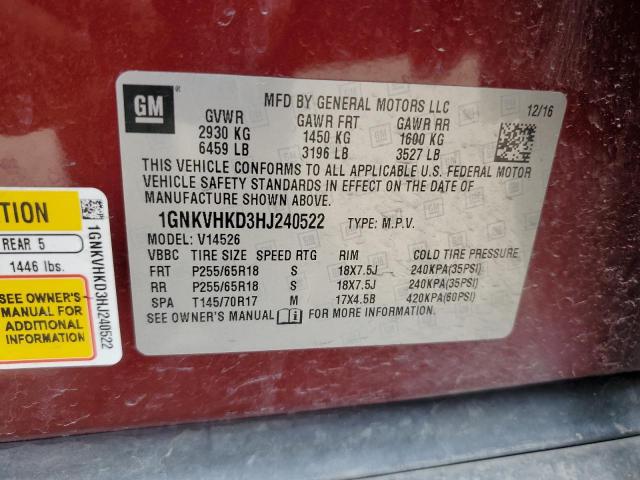 GM
MFD BY GENERAL MOTORS LLC
12/16
GVWR GAWR FRT GAWR RR
2930 KG 1450 KG 1600 KG
6459 LB 3196 LB 3527 LB
THIS VEHICLE CONFORMS TO ALL APPLICABLE U.S. FEDERAL MOTOR
VEHICLE SAFETY STANDARDS IN EFFECT ON THE DATE OF
MANUFACTURE SHOWN ABOVE.
1GNKVHKD3HJ240522 TYPE: M.P.V.
MODEL: V14526
VBBC TIRE SIZE SPEED RTG RIM COLD TIRE PRESSURE
FRT P255/65R18 S 18X7.5J 240KPA(35PSI)
RR P255/65R18 S 18X7.5J 240KPA(35PSI)
SPA T145/70R17 M 17X4.5B 420KPA(60PSI)
SEE OWNER'S MANUAL i FOR MORE INFORMATION.
TION
REAR 5
1446 lbs.
SEE OWNER'S
MANUAL FOR
ADDITIONAL
INFORMATION
1GNKVHKD3HJ240522